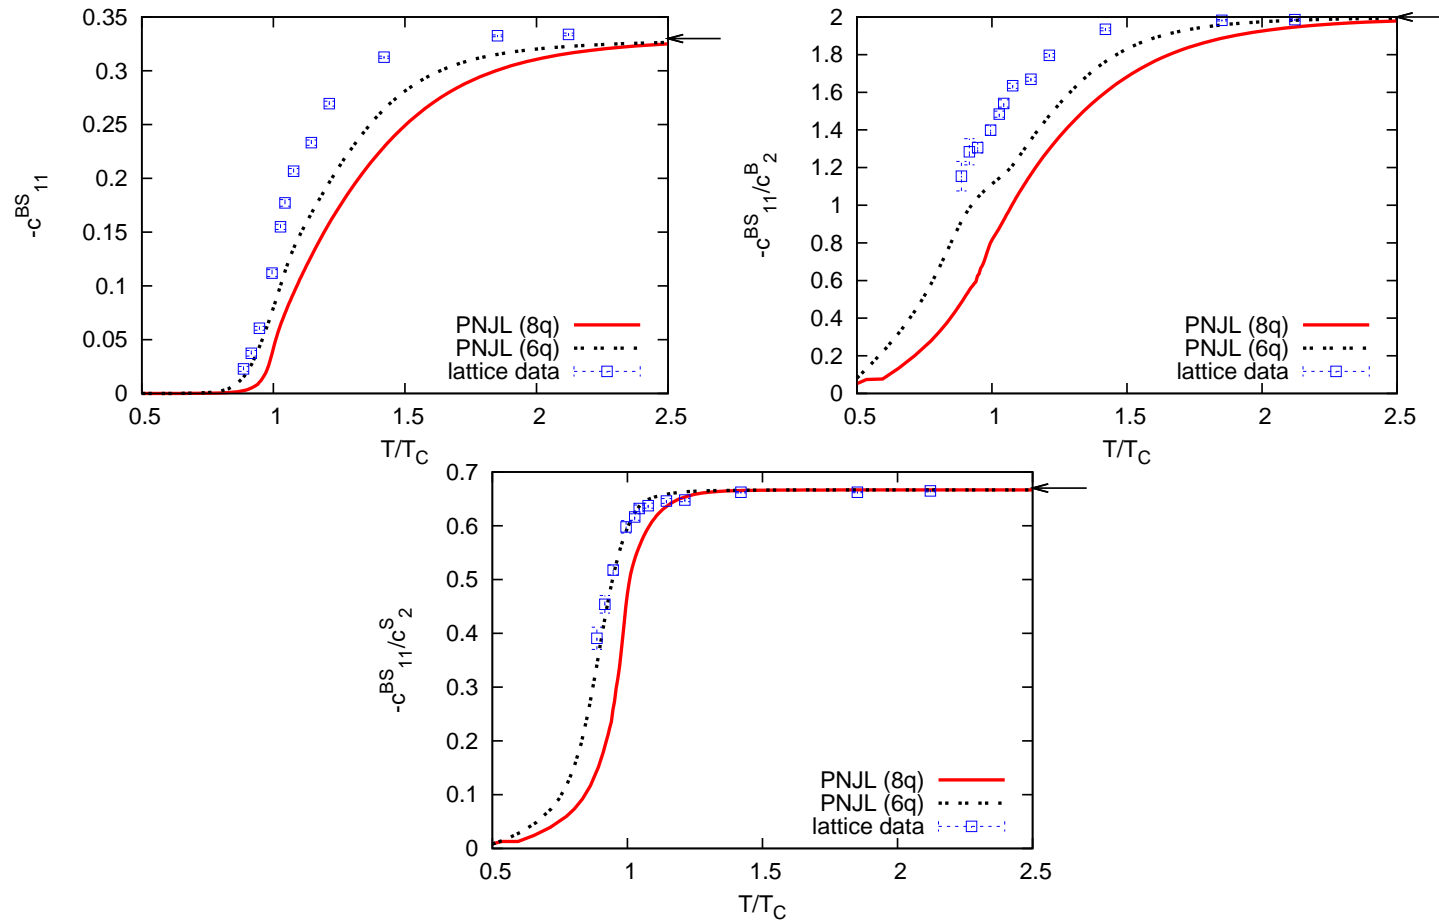 0.35
0.3
0.25
0.2
0.15
0.1
0.05
0
-c^BS_11
0.5 1 1.5 2 2.5
T/T_C
PNJL (8q)
PNJL (6q)
lattice data
2
1.8
1.6
1.4
1.2
1
0.8
0.6
0.4
0.2
0
-c^BS_11/c^B_2
0.5 1 1.5 2 2.5
T/T_C
PNJL (8q)
PNJL (6q)
lattice data
0.7
0.6
0.5
0.4
0.3
0.2
0.1
0
-c^BS_11/c^S_2
0.5 1 1.5 2 2.5
T/T_C
PNJL (8q)
PNJL (6q)
lattice data